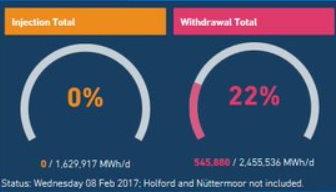 Injection Total
Withdrawal Total
0%
22%
0 / 1,629,917 MWh/d
545,880 / 2,455,536 MWh/d
Status: Wednesday 08 Feb 2017; Holford and Nüttermoor not included.